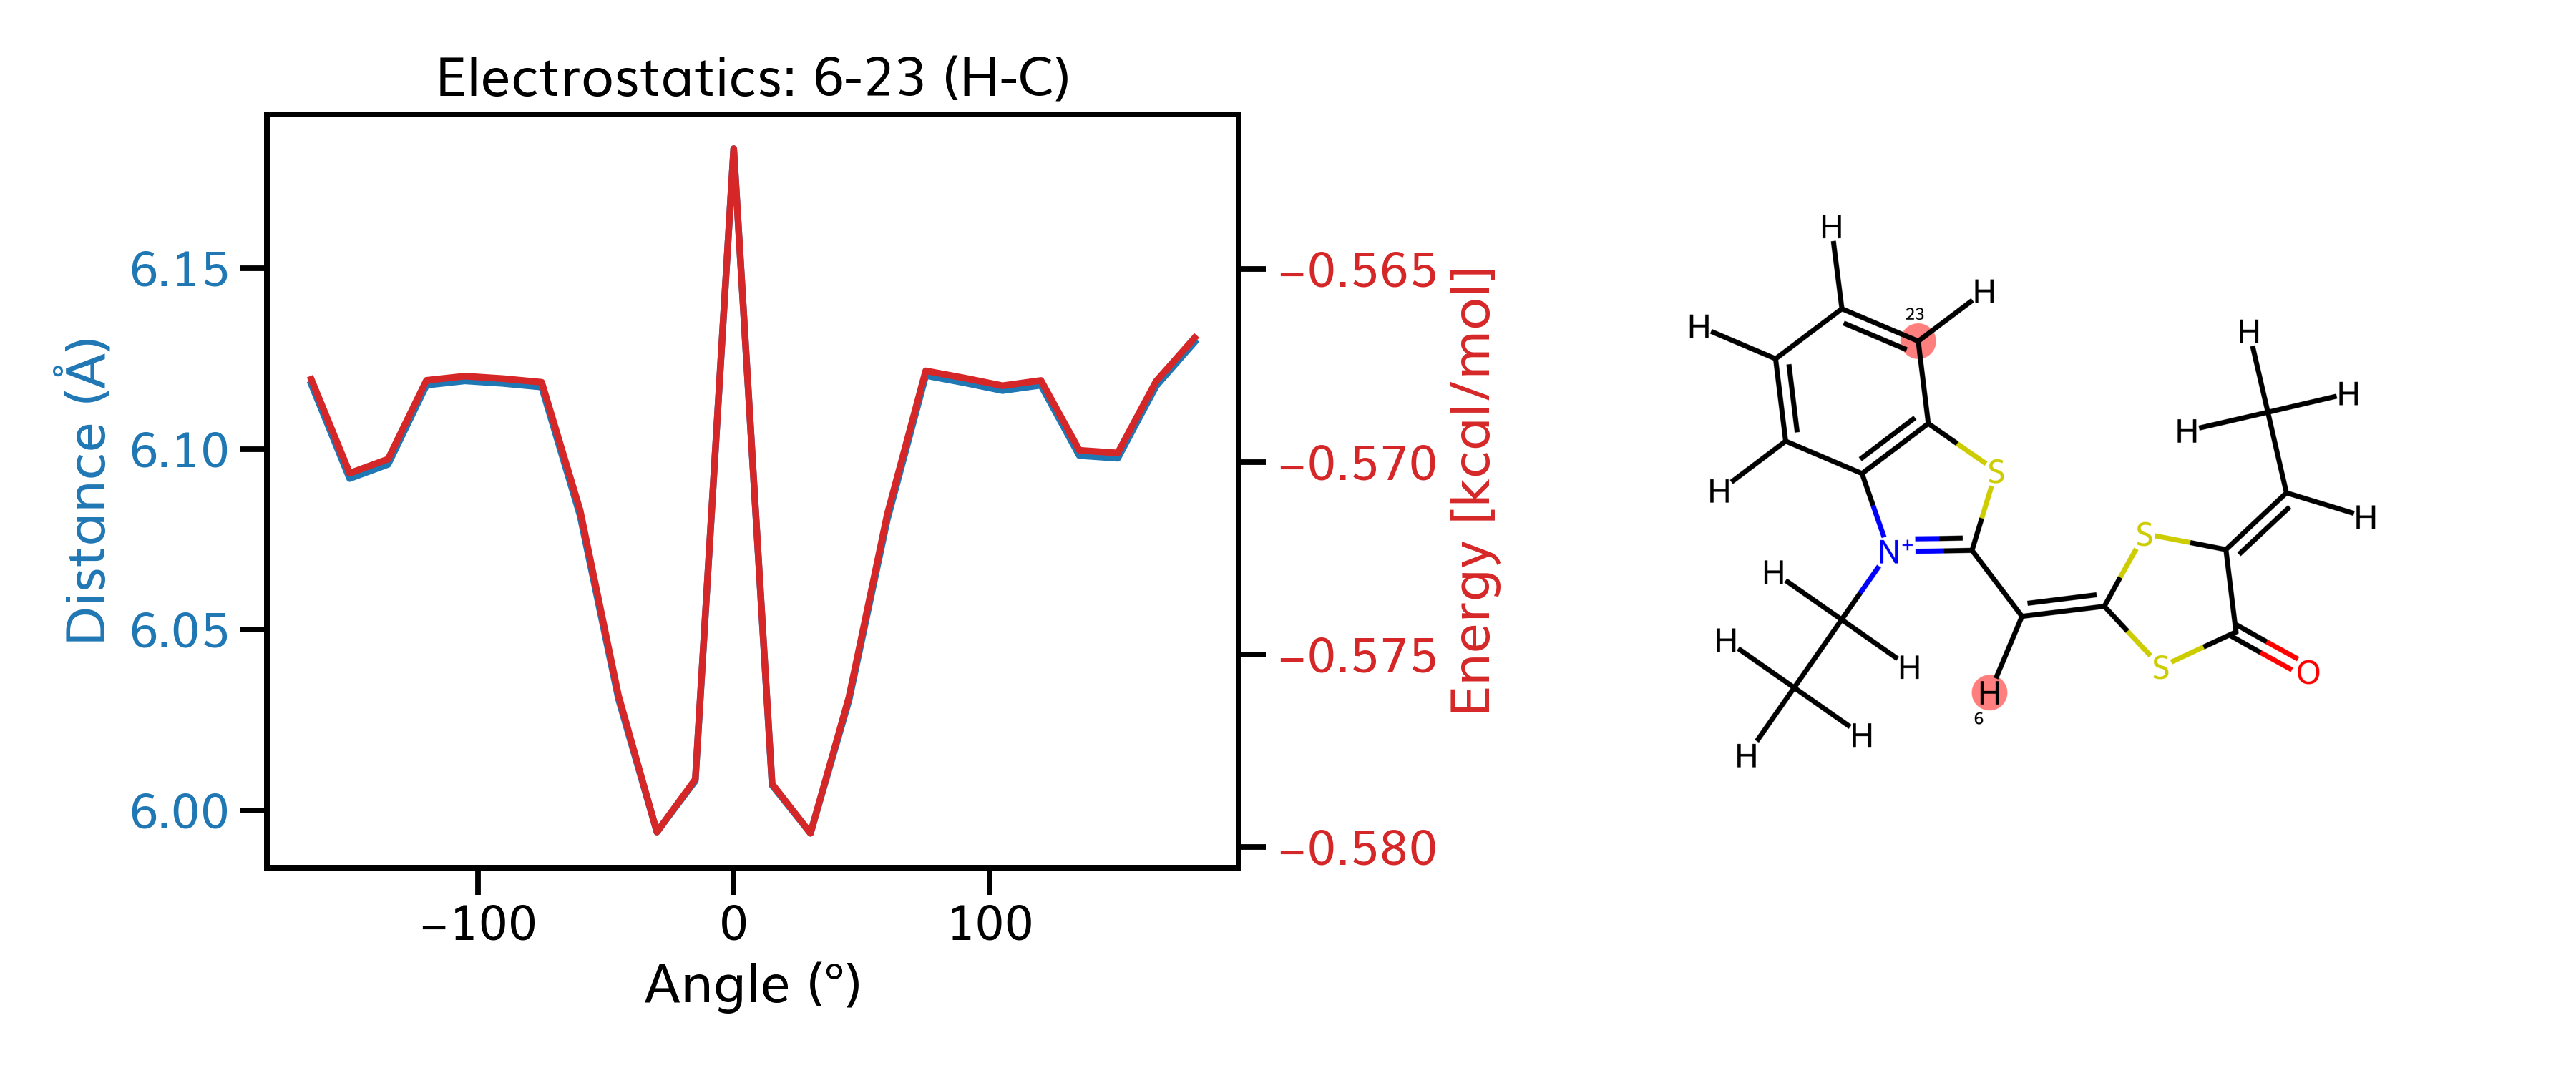 Electrostatics: 6-23 (H-C)
Distance (Å)
6.15
6.10
6.05
6.00
−0.565
−0.570
−0.575
−0.580
Energy [kcal/mol]
−100 0 100
Angle (°)
H
H
23
H
H
H
H
S
H
H
S
H
N+
H
H
H
S
O
H
6
H
H